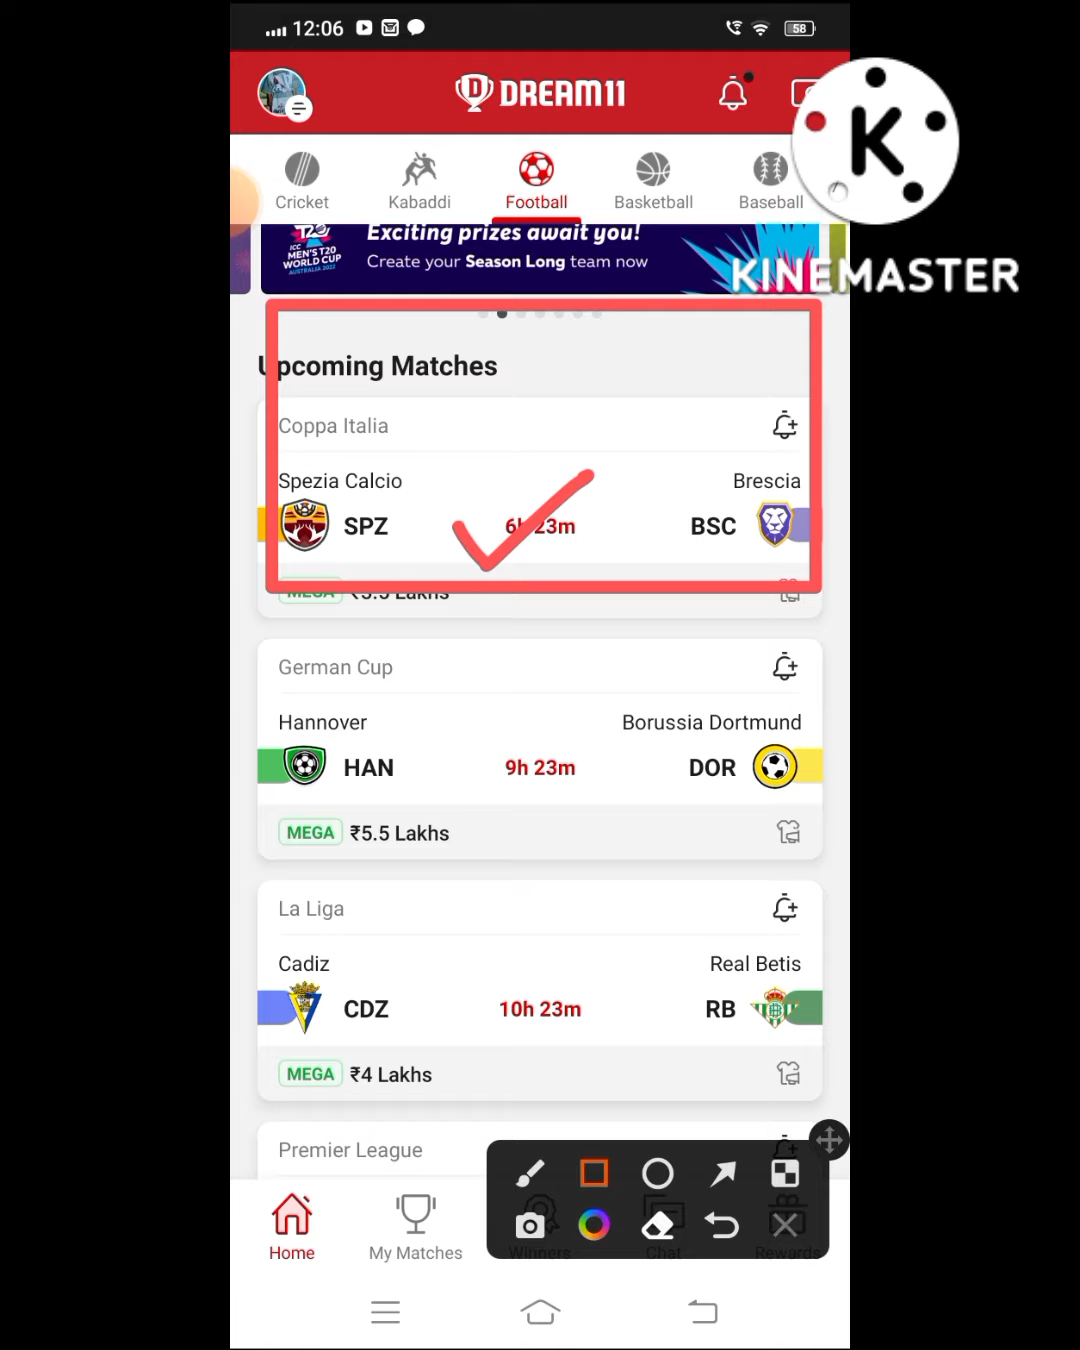 12:06
58
DREAM11
K
KINEMASTER
Cricket
Kabaddi
Football
Basketball
Baseball
T20
ICC
MEN'S T20
WORLD CUP
AUSTRALIA 2022
Exciting prizes await you!
Create your Season Long team now
Upcoming Matches
Coppa Italia
Spezia Calcio
Brescia
SPZ
6h 23m
BSC
MEGA ₹5.5 Lakhs
German Cup
Hannover
Borussia Dortmund
HAN
9h 23m
DOR
MEGA ₹5.5 Lakhs
La Liga
Cadiz
Real Betis
CDZ
10h 23m
RB
MEGA ₹4 Lakhs
Premier League
Home
My Matches
Winners
Chat
Rewards